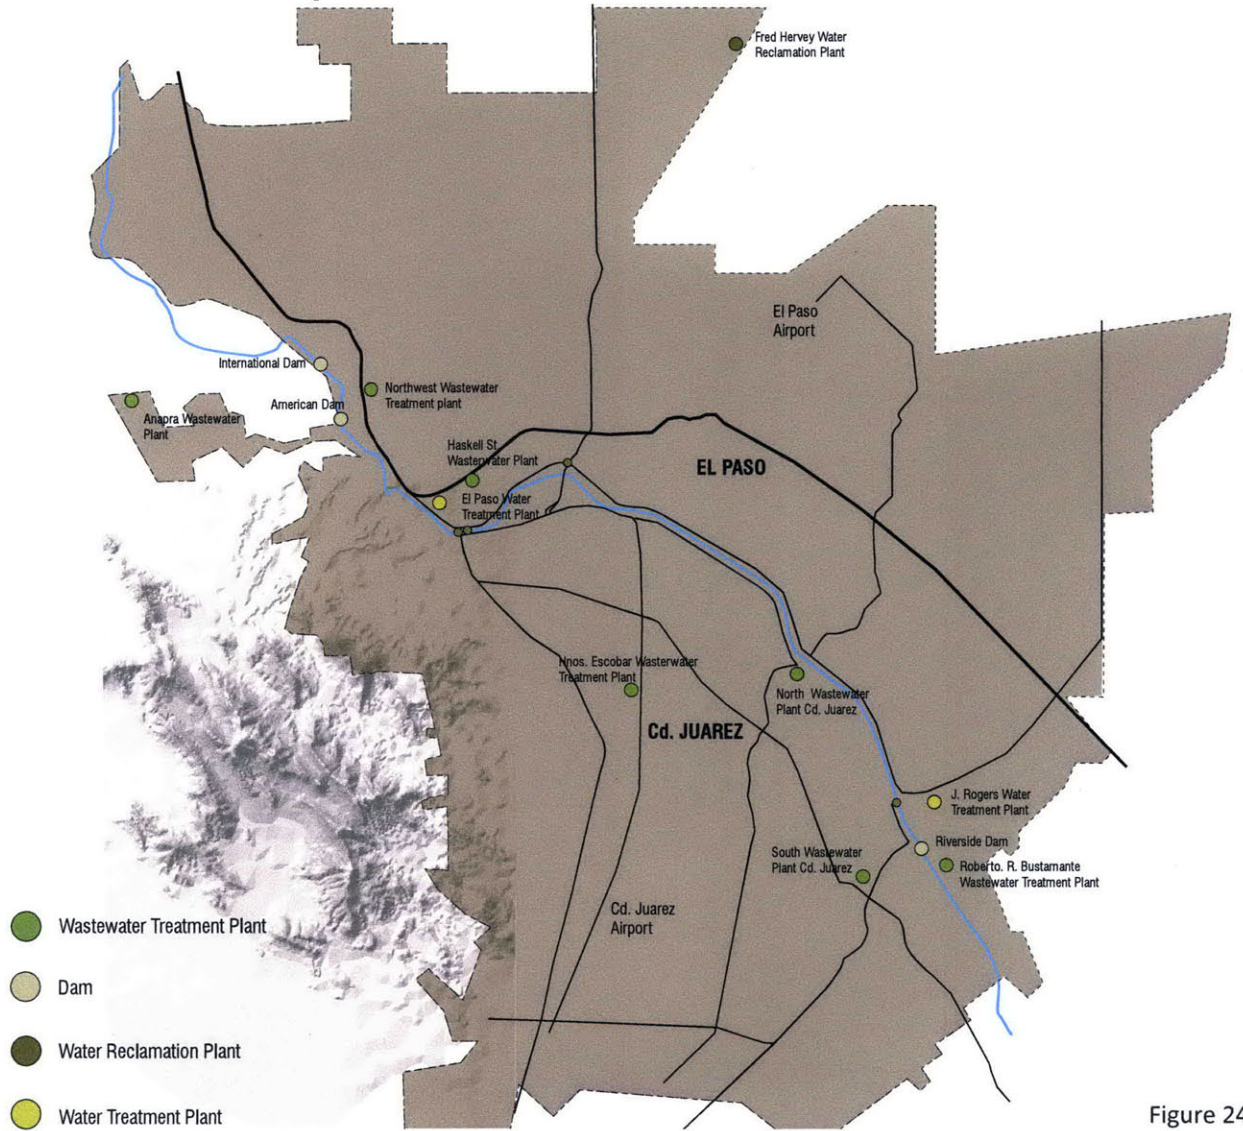 Fred Hervey Water
Reclamation Plant
El Paso
Airport
International Dam
Northwest Wastewater
Treatment plant
American Dam
Anapra Wastewater
Plant
Haskell St
Wasterwater Plant
EL PASO
El Paso Water
Treatment Plant
Hnos. Escobar Wasterwater
Treatment Plant
North Wastewater
Plant Cd. Juarez
Cd. JUAREZ
J. Rogers Water
Treatment Plant
Riverside Dam
South Wastewater
Plant Cd. Juarez
Roberto. R. Bustamante
Wastewater Treatment Plant
Cd. Juarez
Airport
Wastewater Treatment Plant
Dam
Water Reclamation Plant
Water Treatment Plant
Figure 24